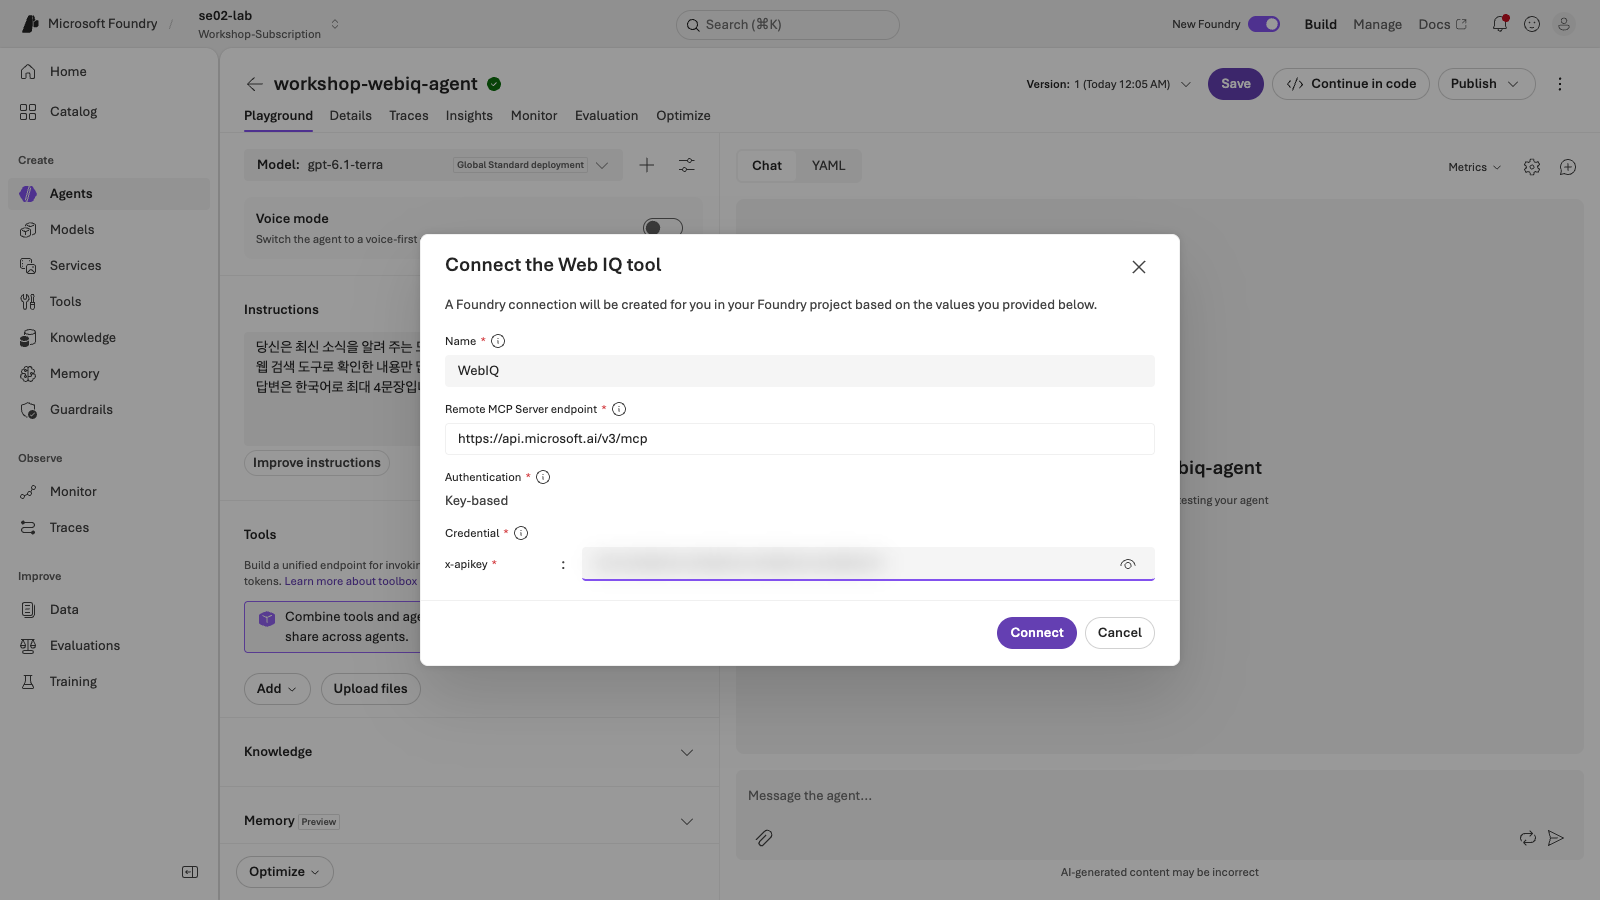 Microsoft Foundry
/
se02-lab
Workshop-Subscription
Search (⌘K)
New Foundry
Build
Manage
Docs
Home
Catalog
Create
Agents
Models
Services
Tools
Knowledge
Memory
Guardrails
Observe
Monitor
Traces
Improve
Data
Evaluations
Training
workshop-webiq-agent
Version: 1 (Today 12:05 AM)
Save
Continue in code
Publish
Playground
Details
Traces
Insights
Monitor
Evaluation
Optimize
Model: gpt-6.1-terra
Global Standard deployment
Voice mode
Switch the agent to a voice-first
Instructions
당신은 최신 소식을 알려 주는
웹 검색 도구로 확인한 내용만
답변은 한국어로 최대 4문장입
Improve instructions
Tools
Build a unified endpoint for
tokens. Learn more about toolbox
Combine tools and
share across agents.
Add
Upload files
Knowledge
Memory Preview
Optimize
Chat
YAML
Metrics
Connect the Web IQ tool
A Foundry connection will be created for you in your Foundry project based on the values you provided below.
Name *
WebIQ
Remote MCP Server endpoint *
https://api.microsoft.ai/v3/mcp
Authentication *
Key-based
Credential *
x-apikey * :
Connect
Cancel
biq-agent
testing your agent
Message the agent...
AI-generated content may be incorrect